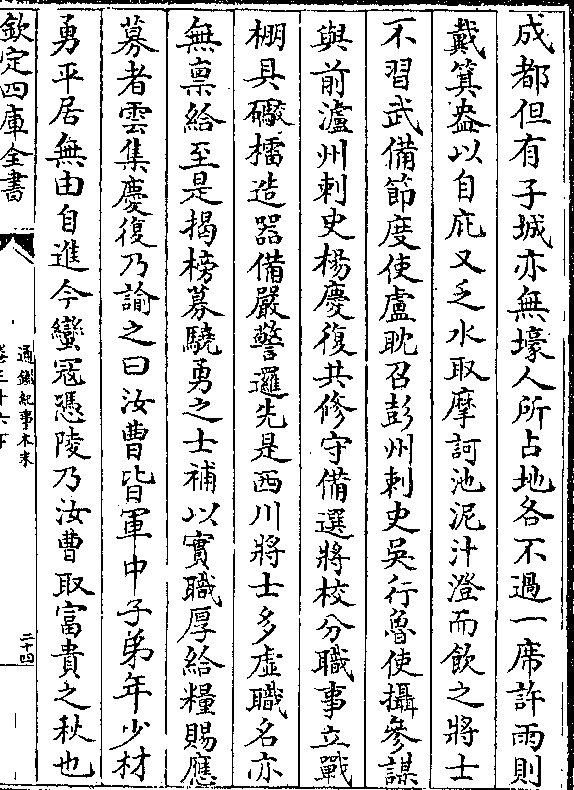 成都但有子城亦無壕人所占地各不過一席許雨則
戴箕盎以自庇又乏水取摩訶池泥汁澄而飲之將士
不習武備節度使盧耽召彭州刺史吳行魯使攝參謀
與前瀘州刺史楊慶復共修守備選將校分職事立戰
棚具礮檑造器備嚴警邏先是西川將士多虛職名亦
無稟給至是揭榜募驍勇之士補以實職厚給糧賜應
募者雲集慶復乃諭之曰汝曹皆軍中子弟年少材
勇平居無由自進今蠻寇憑陵乃汝曹取富貴之秋也
欽定四庫全書
通鑑紀事本末
卷三十六下
二十四